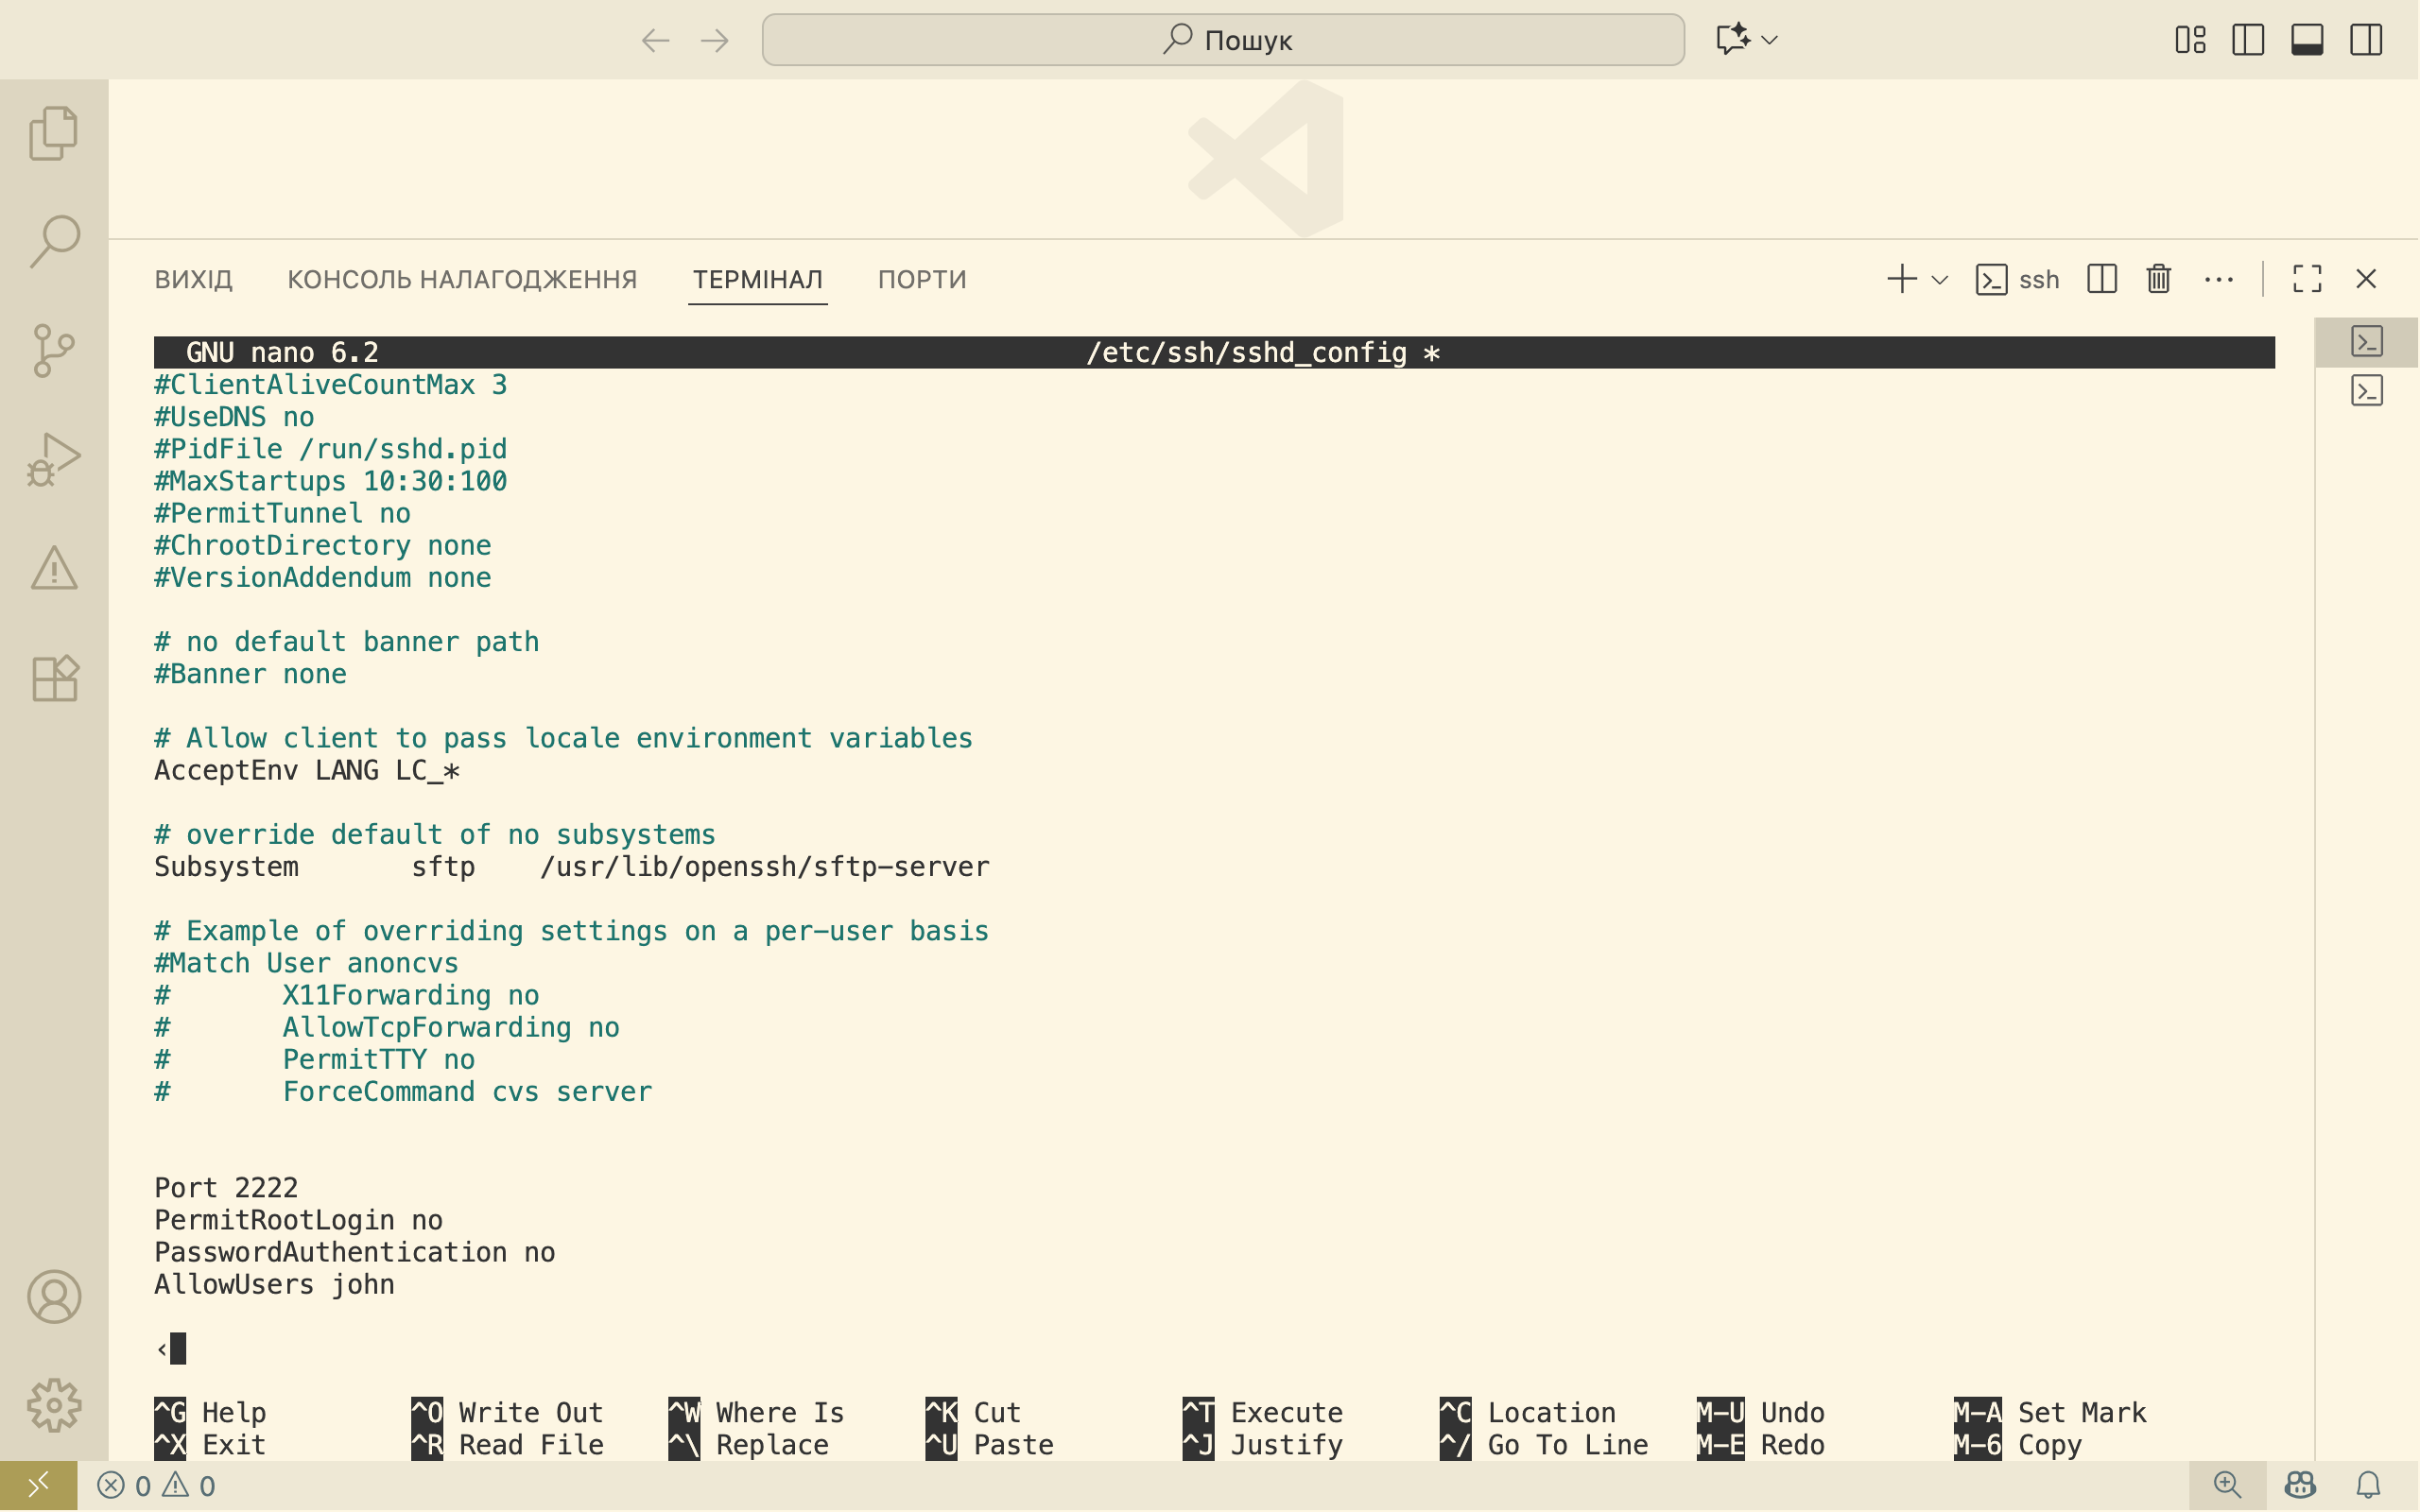 Пошук
ВИХІД КОНСОЛЬ НАЛАГОДЖЕННЯ ТЕРМІНАЛ ПОРТИ ssh
GNU nano 6.2 /etc/ssh/sshd_config *
#ClientAliveCountMax 3
#UseDNS no
#PidFile /run/sshd.pid
#MaxStartups 10:30:100
#PermitTunnel no
#ChrootDirectory none
#VersionAddendum none
# no default banner path
#Banner none
# Allow client to pass locale environment variables
AcceptEnv LANG LC_*
# override default of no subsystems
Subsystem sftp /usr/lib/openssh/sftp-server
# Example of overriding settings on a per-user basis
#Match User anoncvs
# X11Forwarding no
# AllowTcpForwarding no
# PermitTTY no
# ForceCommand cvs server
Port 2222
PermitRootLogin no
PasswordAuthentication no
AllowUsers john
‹
^G Help ^O Write Out ^W Where Is ^K Cut ^T Execute ^C Location M-U Undo M-A Set Mark
^X Exit ^R Read File ^\ Replace ^U Paste ^J Justify ^/ Go To Line M-E Redo M-6 Copy
0 0